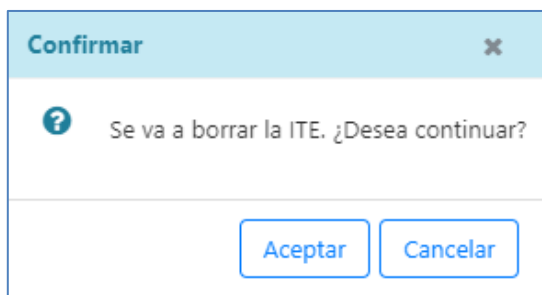 Confirmar
Se va a borrar la ITE. ¿Desea continuar?
Aceptar
Cancelar